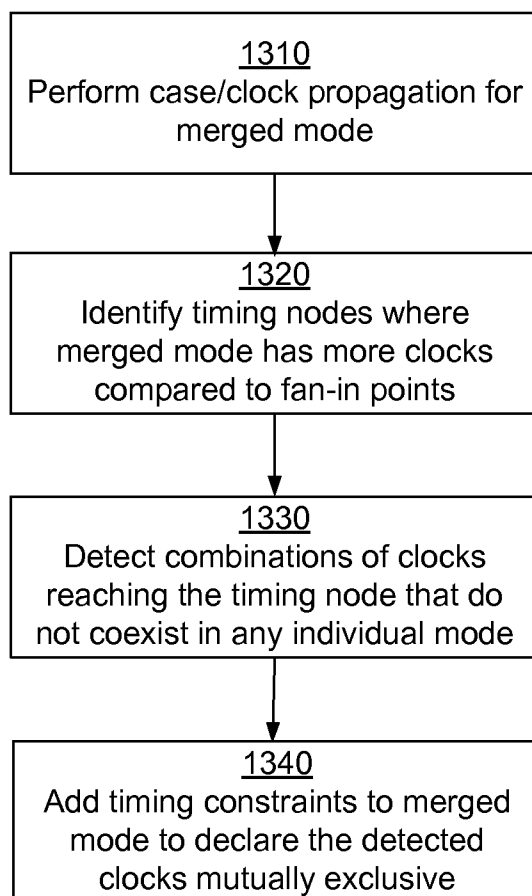 1310
Perform case/clock propagation for
merged mode
1320
Identify timing nodes where
merged mode has more clocks
compared to fan-in points
1330
Detect combinations of clocks
reaching the timing node that do
not coexist in any individual mode
1340
Add timing constraints to merged
mode to declare the detected
clocks mutually exclusive